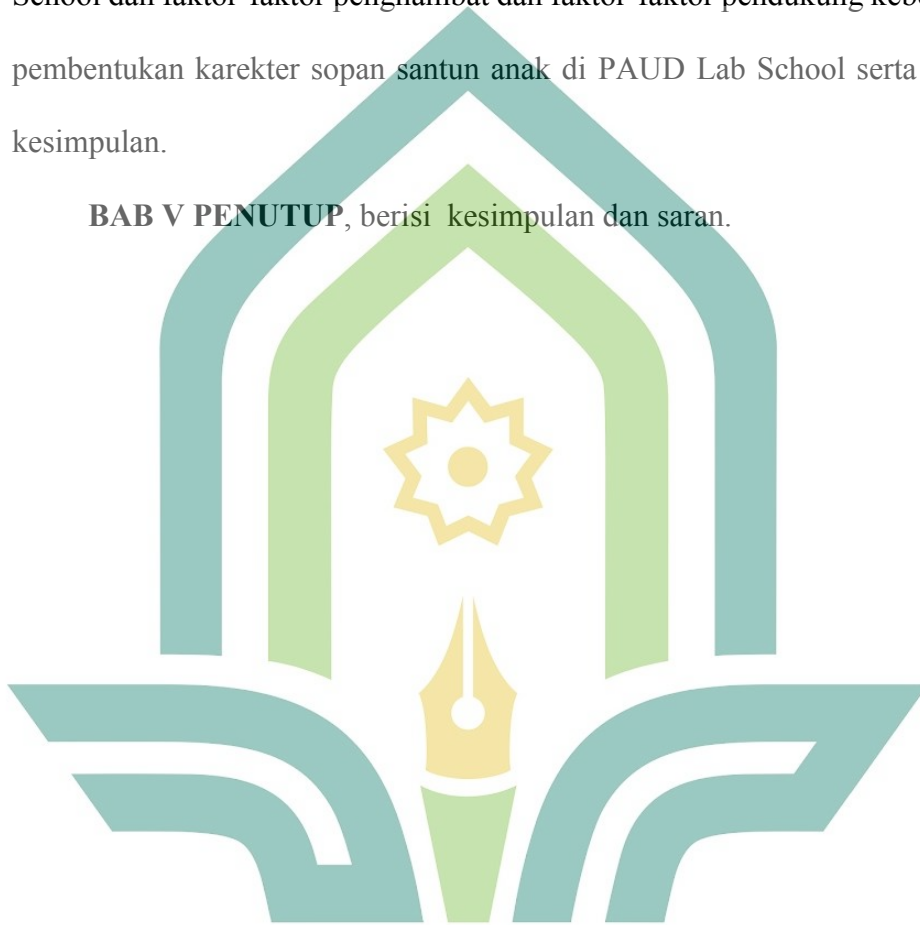 School dan faktor-faktor penghambat dan faktor-faktor pendukung
pembentukan karekter sopan santun anak di PAUD Lab School serta
kesimpulan.
BAB V PENUTUP, berisi kesimpulan dan saran.